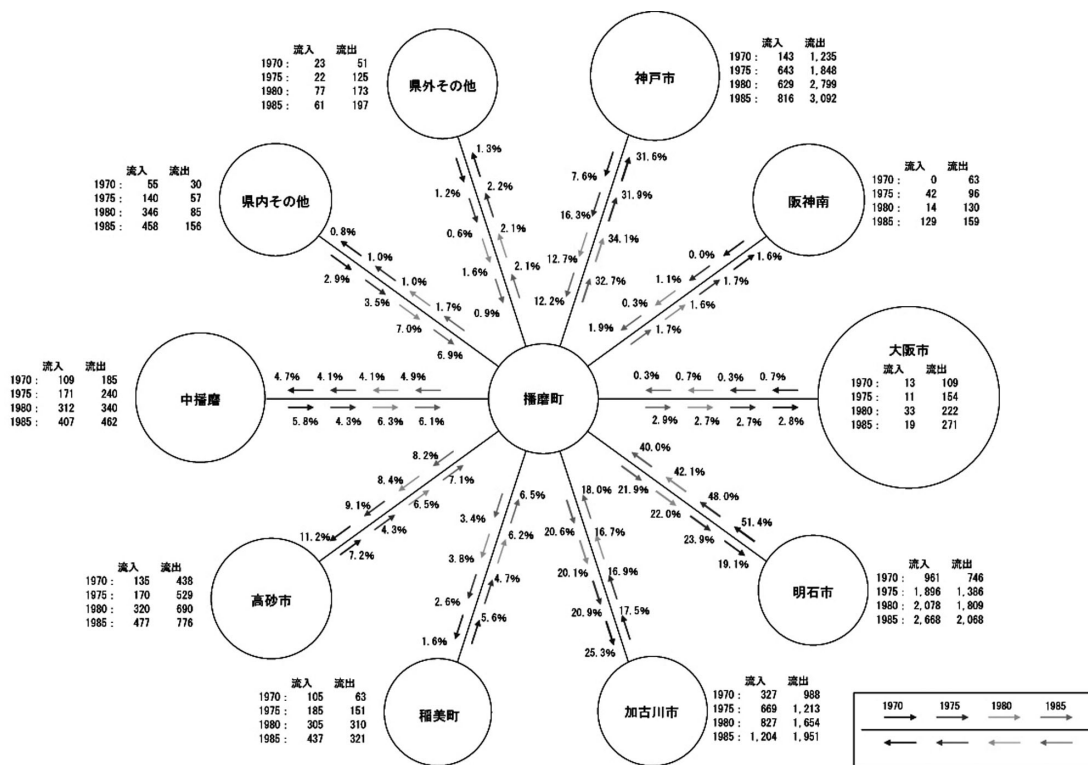 流入 流出
1970: 23 51
1975: 22 125
1980: 77 173
1985: 61 197
県外その他
神戸市
流入 流出
1970: 143 1,235
1975: 643 1,848
1980: 629 2,799
1985: 816 3,092
流入 流出
1970: 55 30
1975: 140 57
1980: 346 85
1985: 458 156
県内その他
阪神南
流入 流出
1970: 0 63
1975: 42 96
1980: 14 130
1985: 129 159
1.3%
2.2%
2.1%
2.1%
1.2%
0.6%
1.6%
0.9%
7.6%
16.3%
12.7%
12.2%
31.6%
31.9%
34.1%
32.7%
0.8%
1.0%
1.0%
1.7%
2.9%
3.5%
7.0%
6.9%
0.0%
1.1%
0.3%
1.9%
1.6%
1.7%
1.6%
1.7%
流入 流出
1970: 109 185
1975: 171 240
1980: 312 340
1985: 407 462
中播磨
4.7% 4.1% 4.1% 4.9%
5.8% 4.3% 6.3% 6.1%
播磨町
0.3% 0.7% 0.3% 0.7%
2.9% 2.7% 2.7% 2.8%
大阪市
流入 流出
1970: 13 109
1975: 11 154
1980: 33 222
1985: 19 271
8.2%
8.4%
9.1%
11.2%
7.1%
6.5%
4.3%
7.2%
3.4%
3.8%
2.6%
1.6%
6.5%
6.2%
4.7%
5.6%
18.0%
16.7%
16.9%
17.5%
20.6%
20.1%
20.9%
25.3%
40.0%
42.1%
48.0%
51.4%
21.9%
22.0%
23.9%
19.1%
流入 流出
1970: 135 438
1975: 170 529
1980: 320 690
1985: 477 776
高砂市
明石市
流入 流出
1970: 961 746
1975: 1,896 1,386
1980: 2,078 1,809
1985: 2,668 2,068
流入 流出
1970: 105 63
1975: 185 151
1980: 305 310
1985: 437 321
稲美町
加古川市
流入 流出
1970: 327 988
1975: 669 1,213
1980: 827 1,654
1985: 1,204 1,951
1970 1975 1980 1985